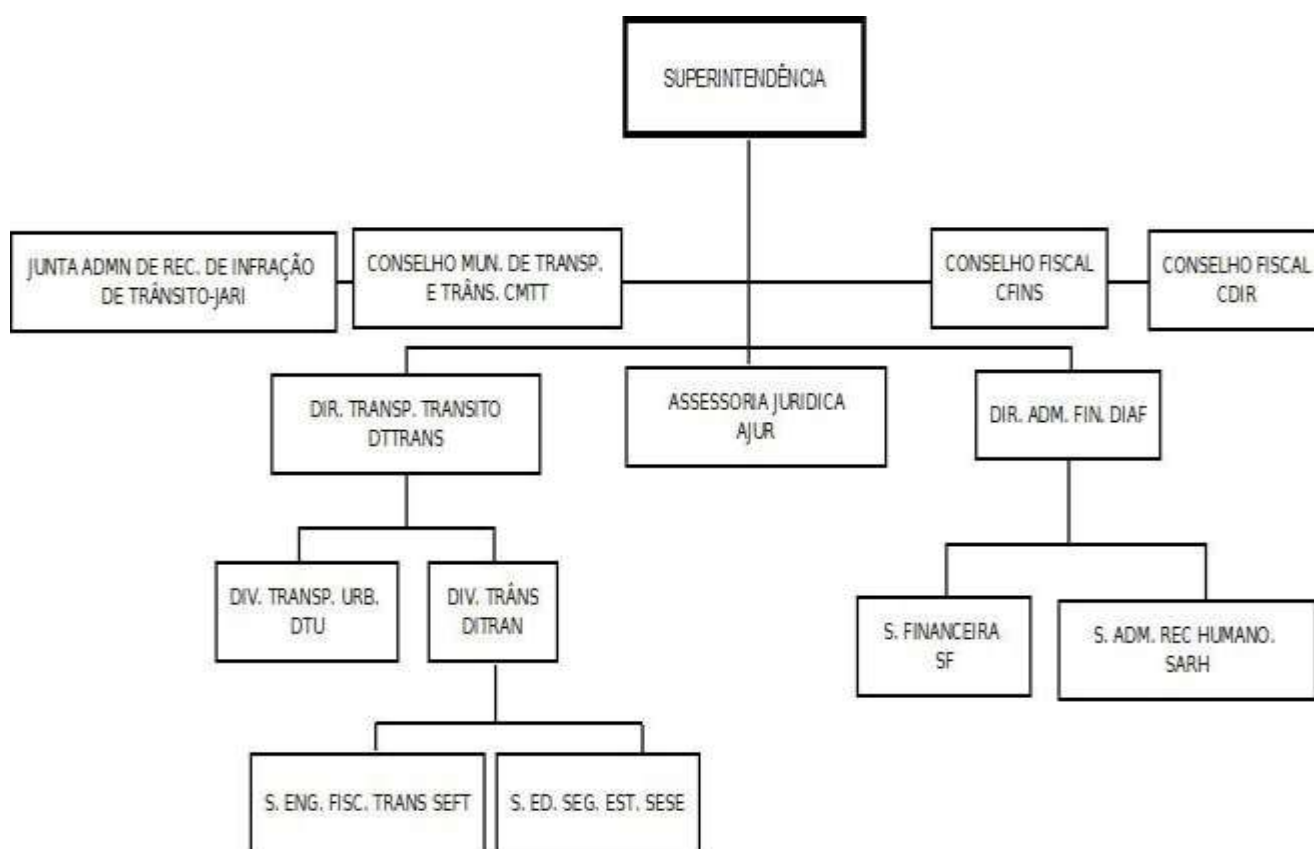 SUPERINTENDÊNCIA
JUNTA ADMN DE REC. DE INFRAÇÃO
DE TRÂNSITO-JARI
CONSELHO MUN. DE TRANSP.
E TRÂNS. CMTT
CONSELHO FISCAL
CFINS
CONSELHO FISCAL
CDIR
DIR. TRANSP. TRANSITO
DTTRANS
ASSESSORIA JURIDICA
AJUR
DIR. ADM. FIN. DIAF
DIV. TRANSP. URB.
DTU
DIV. TRÂNS
DITRAN
S. FINANCEIRA
SF
S. ADM. REC HUMANO.
SARH
S. ENG. FISC. TRANS SEFT
S. ED. SEG. EST. SESE